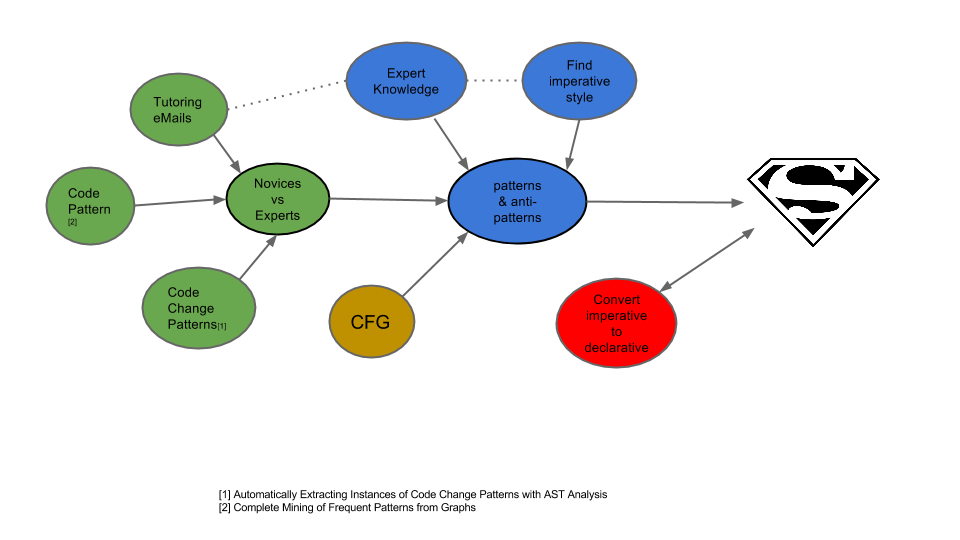 Expert
Knowledge
Find
imperative
style
Tutoring
eMails
Code
Pattern
[2]
Novices
vs
Experts
patterns
& anti-
patterns
Code
Change
Patterns[1]
CFG
Convert
imperative
to
declarative
[1] Automatically Extracting Instances of Code Change Patterns with AST Analysis
[2] Complete Mining of Frequent Patterns from Graphs